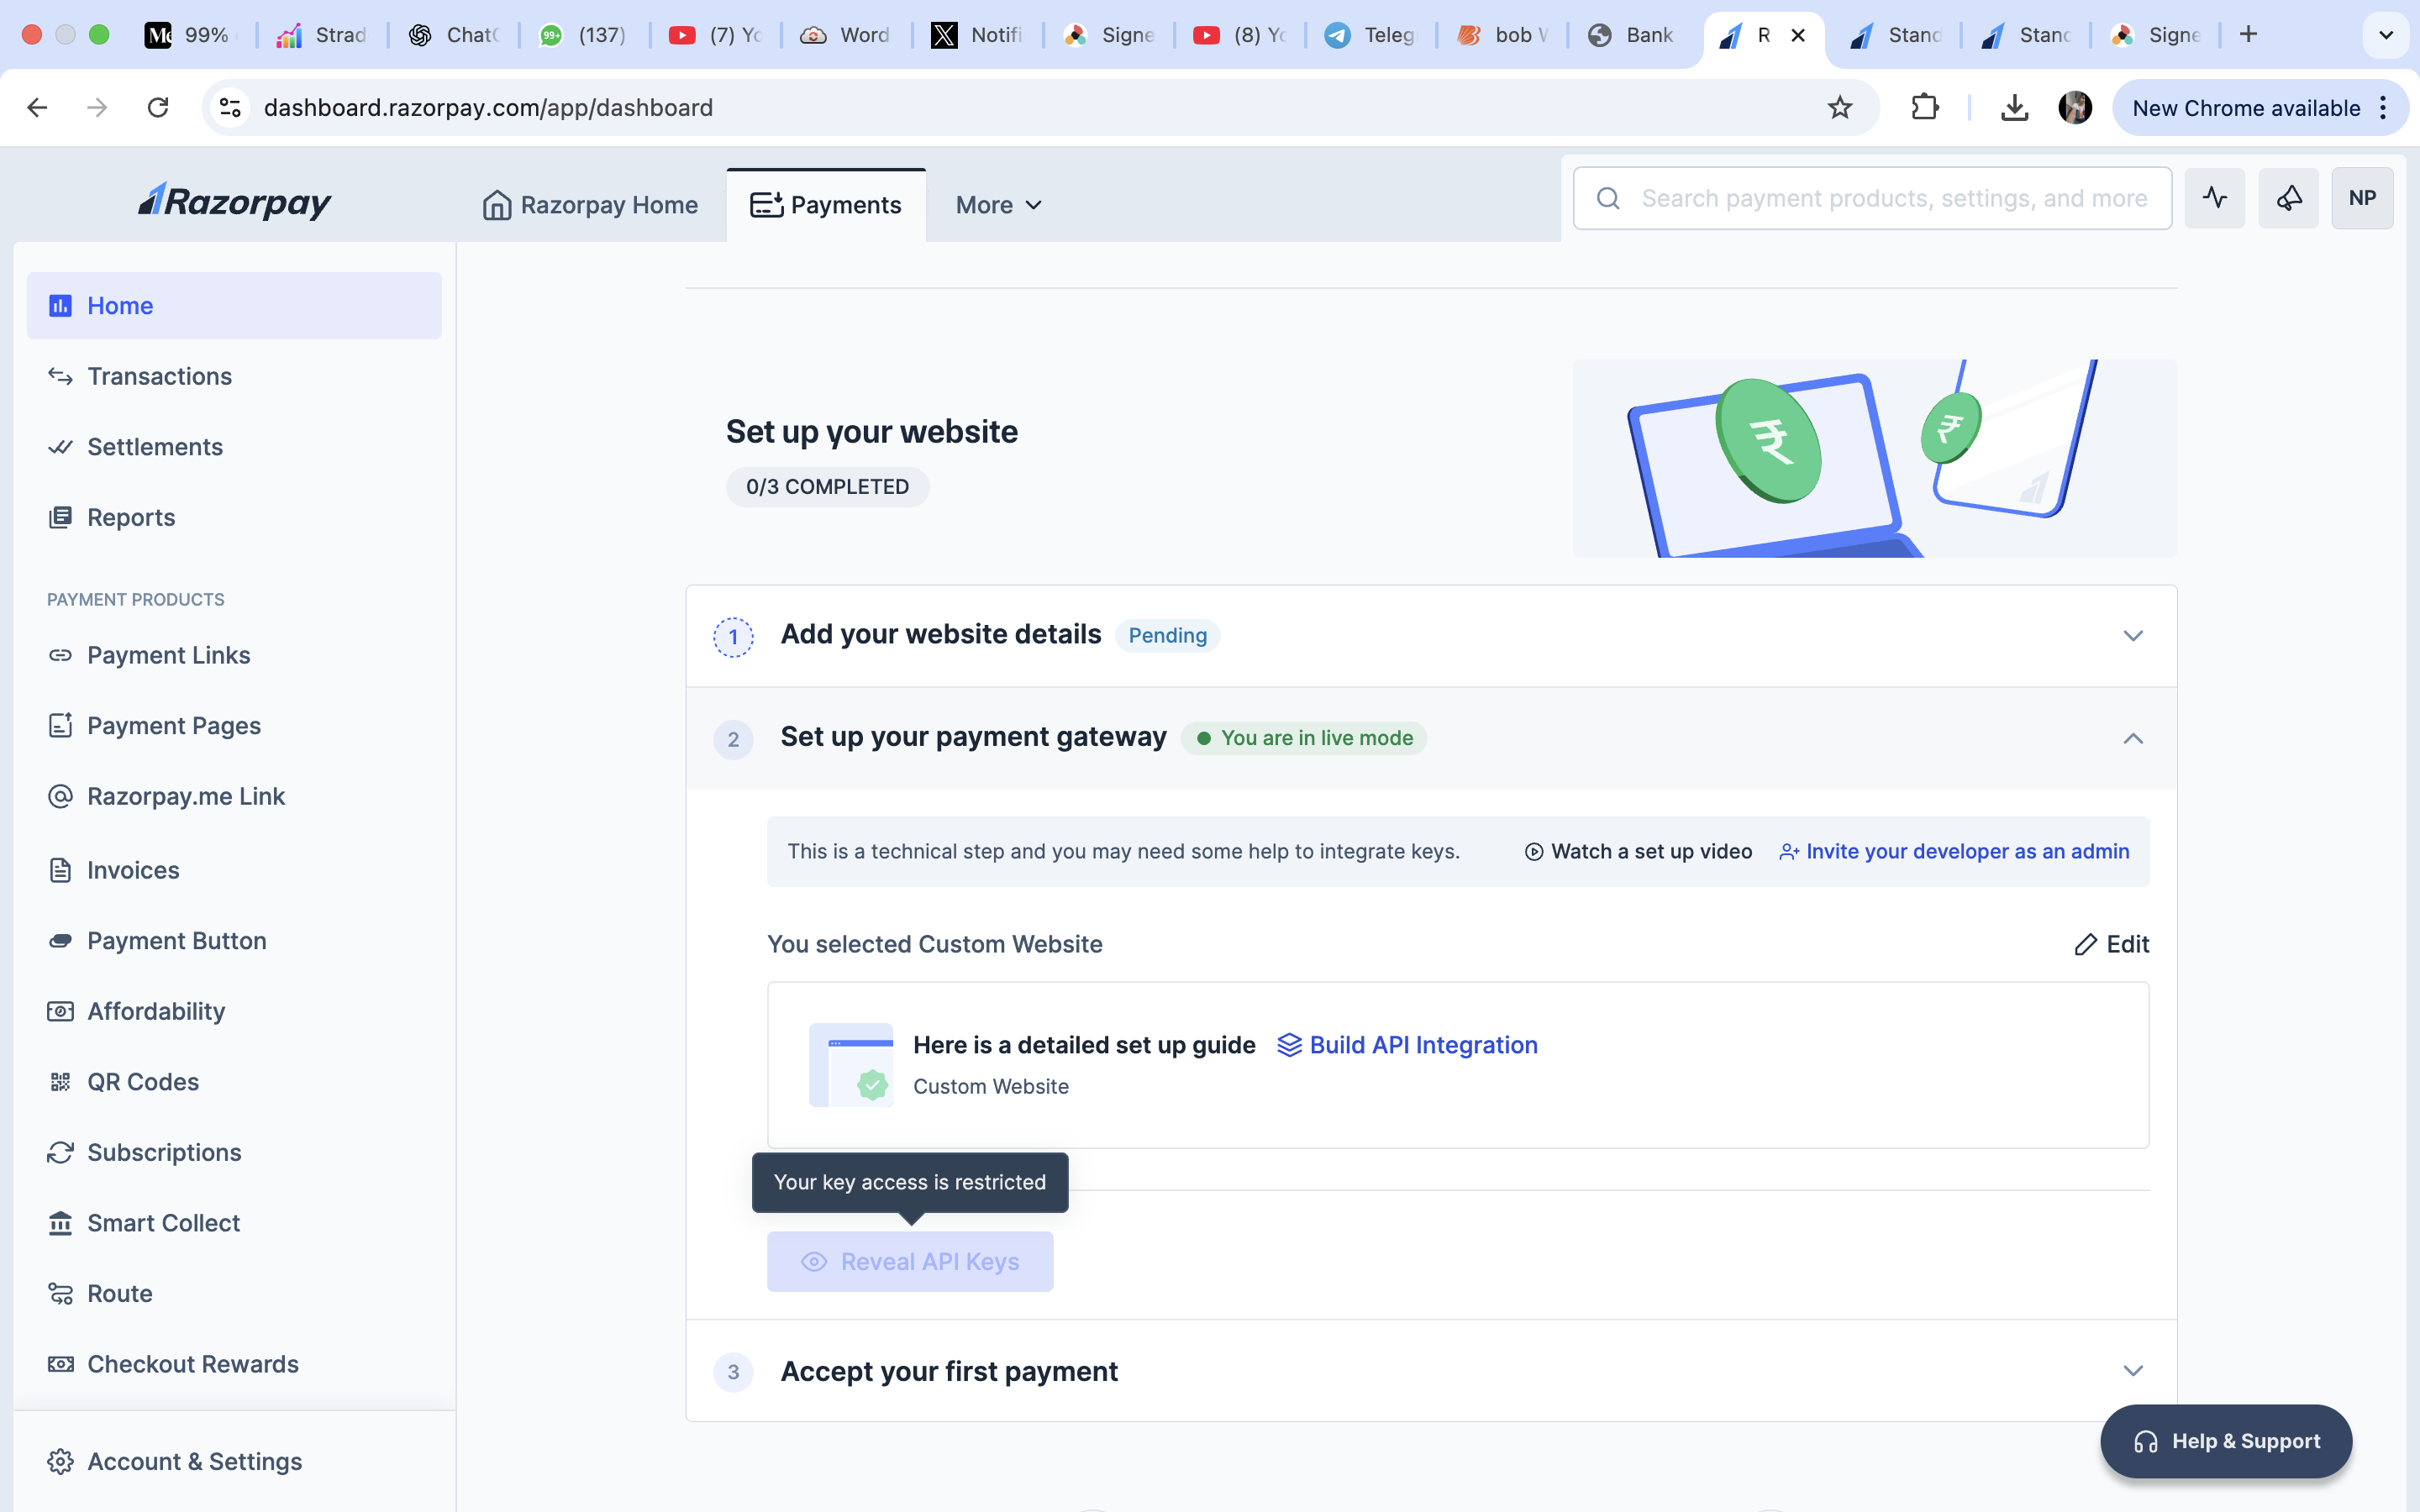 99%
Strad
ChatG
(137)
(7) Yo
Word
Notifi
Signe
(8) Yo
Teleg
bob W
Bank
R
Stand
Stand
Signe
dashboard.razorpay.com/app/dashboard
New Chrome available
Razorpay
Razorpay Home
Payments
More
Search payment products, settings, and more
NP
Home
Transactions
Settlements
Reports
PAYMENT PRODUCTS
Payment Links
Payment Pages
Razorpay.me Link
Invoices
Payment Button
Affordability
QR Codes
Subscriptions
Smart Collect
Route
Checkout Rewards
Account & Settings
Set up your website
0/3 COMPLETED
1 Add your website details Pending
2 Set up your payment gateway You are in live mode
This is a technical step and you may need some help to integrate keys. Watch a set up video Invite your developer as an admin
You selected Custom Website Edit
Here is a detailed set up guide Build API Integration
Custom Website
Your key access is restricted
Reveal API Keys
3 Accept your first payment
Help & Support